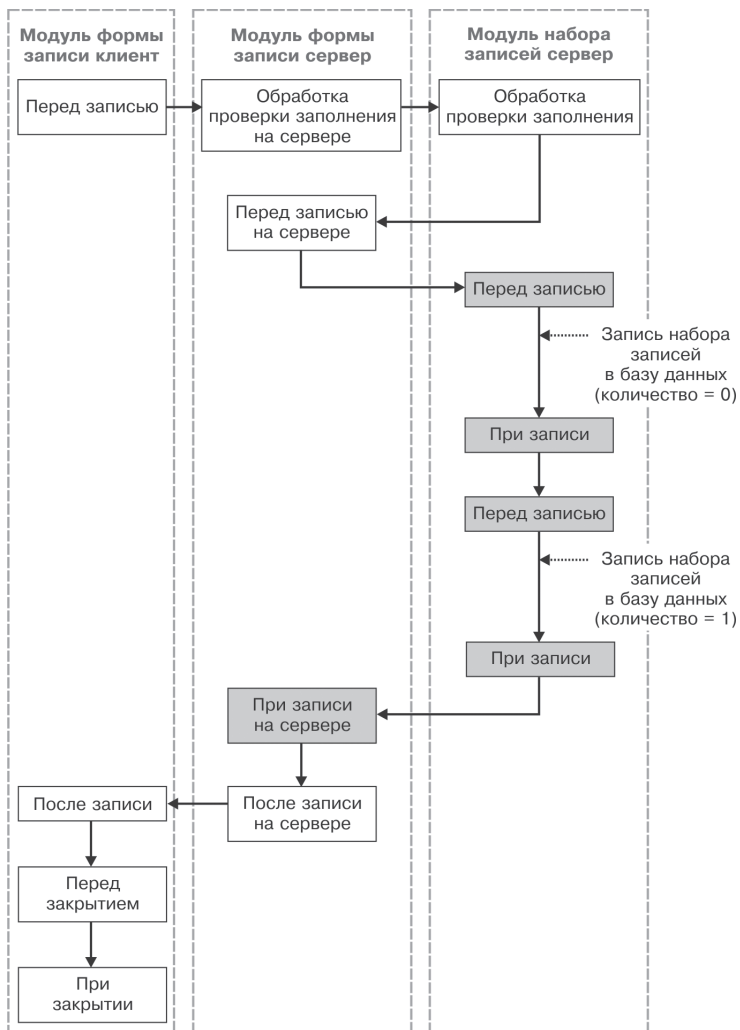 Модуль формы
записи клиент
Модуль формы
записи сервер
Модуль набора
записей сервер
Перед записью
Обработка
проверки заполнения
на сервере
Обработка
проверки заполнения
Перед записью
на сервере
Перед записью
Запись набора
записей
в базу данных
(количество = 0)
При записи
Перед записью
Запись набора
записей
в базу данных
(количество = 1)
При записи
При записи
на сервере
После записи
После записи
на сервере
Перед
закрытием
При
закрытии